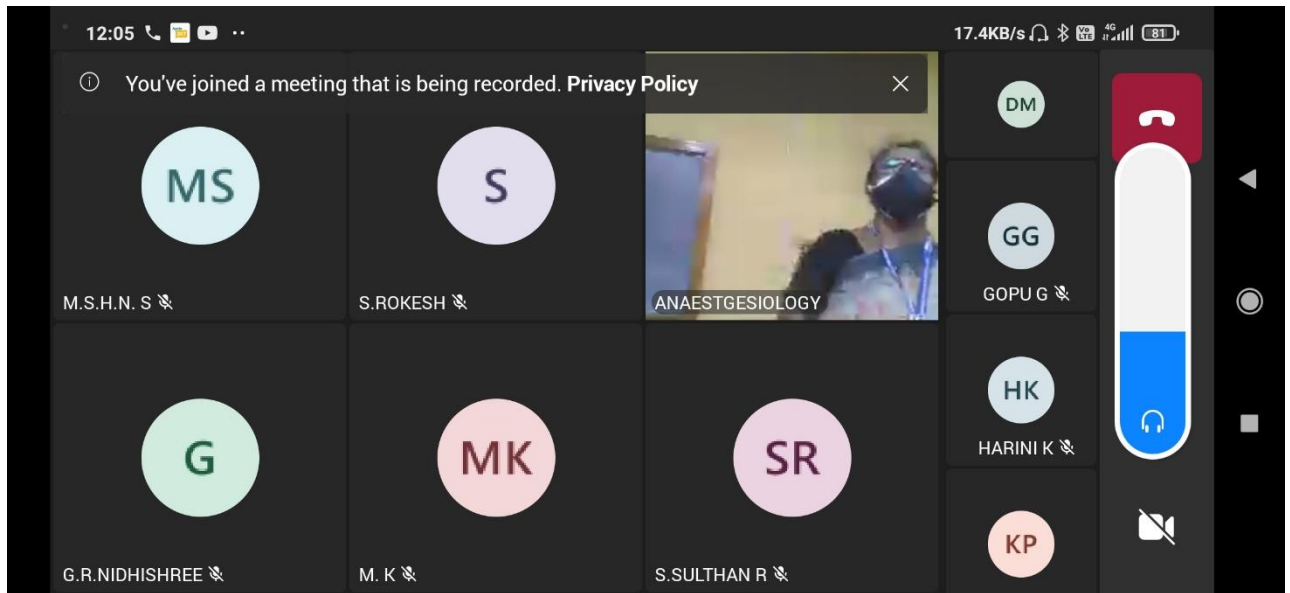 12:05
17.4KB/s 4G 81
You've joined a meeting that is being recorded. Privacy Policy
MS
S
DM
M.S.H.N. S
S.ROKESH
ANAESTGESIOLOGY
GG
GOPU G
HK
HARINI K
G
MK
SR
KP
G.R.NIDHISHREE
M. K
S.SULTHAN R